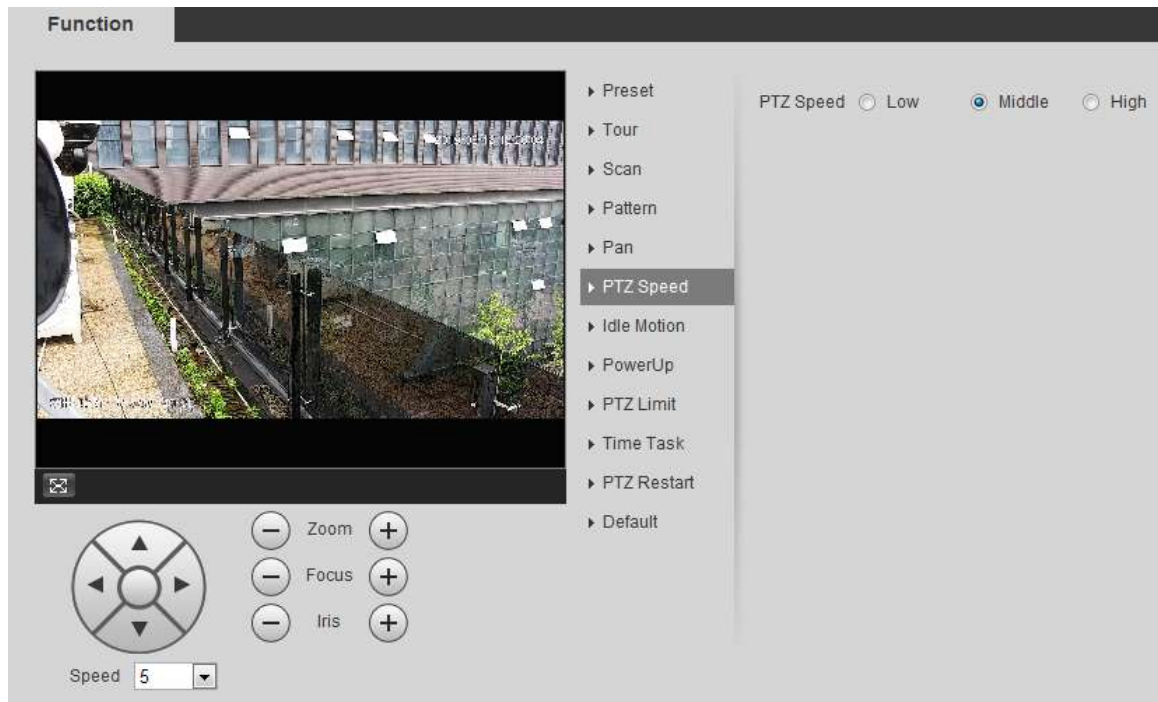 Function
Preset
Tour
Scan
Pattern
Pan
PTZ Speed
Idle Motion
PowerUp
PTZ Limit
Time Task
PTZ Restart
Default
PTZ Speed Low Middle High
Zoom
Focus
Iris
Speed 5